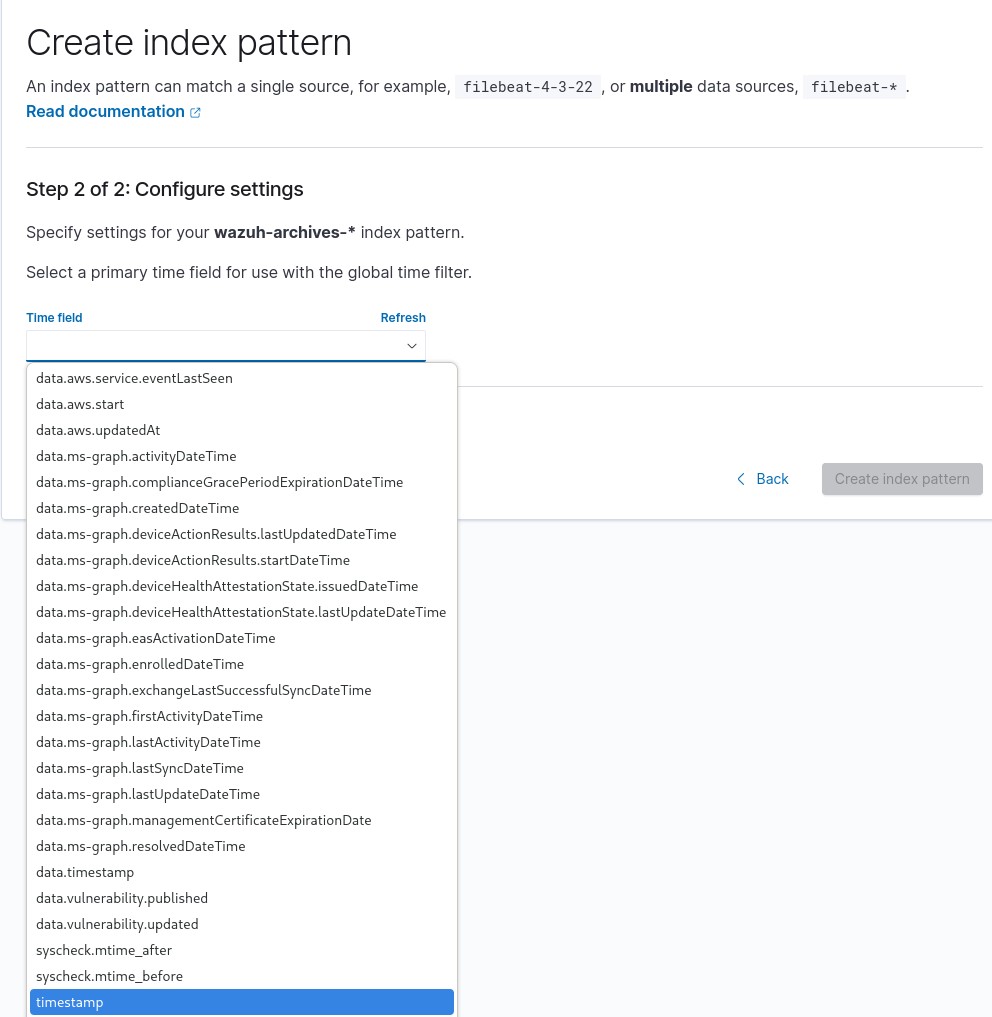 Create index pattern
An index pattern can match a single source, for example, filebeat-4-3-22 , or multiple data sources, filebeat-* .
Read documentation
Step 2 of 2: Configure settings
Specify settings for your wazuh-archives-* index pattern.
Select a primary time field for use with the global time filter.
Time field Refresh
data.aws.service.eventLastSeen
data.aws.start
data.aws.updatedAt
data.ms-graph.activityDateTime
data.ms-graph.complianceGracePeriodExpirationDateTime
Back Create index pattern
data.ms-graph.createdDateTime
data.ms-graph.deviceActionResults.lastUpdatedDateTime
data.ms-graph.deviceActionResults.startDateTime
data.ms-graph.deviceHealthAttestationState.issuedDateTime
data.ms-graph.deviceHealthAttestationState.lastUpdateDateTime
data.ms-graph.easActivationDateTime
data.ms-graph.enrolledDateTime
data.ms-graph.exchangeLastSuccessfulSyncDateTime
data.ms-graph.firstActivityDateTime
data.ms-graph.lastActivityDateTime
data.ms-graph.lastSyncDateTime
data.ms-graph.lastUpdateDateTime
data.ms-graph.managementCertificateExpirationDate
data.ms-graph.resolvedDateTime
data.timestamp
data.vulnerability.published
data.vulnerability.updated
syscheck.mtime_after
syscheck.mtime_before
timestamp